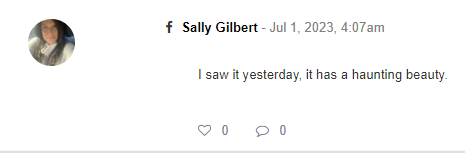 Sally Gilbert - Jul 1, 2023, 4:07am
I saw it yesterday, it has a haunting beauty.
0 0